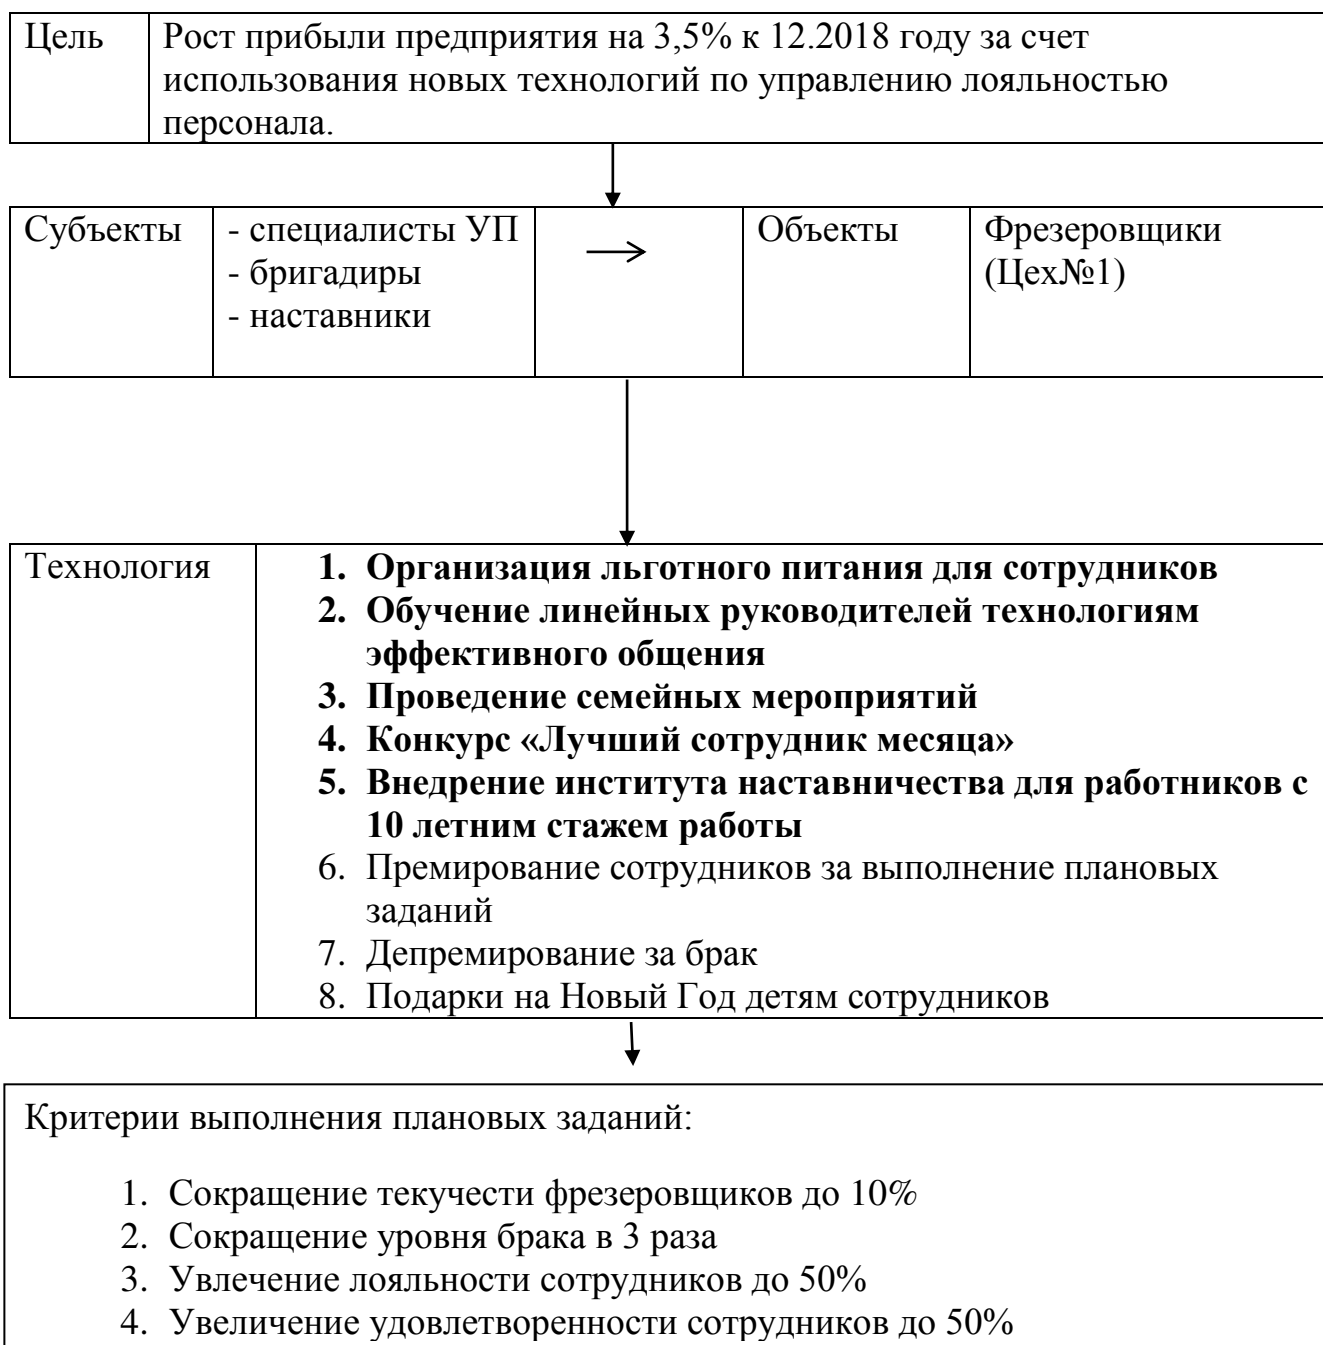 Цель
Рост прибыли предприятия на 3,5% к 12.2018 году за счет
использования новых технологий по управлению лояльностью
персонала.
Субъекты
- специалисты УП
- бригадиры
- наставники
Объекты
Фрезеровщики
(Цех№1)
Технология
1. Организация льготного питания для сотрудников
2. Обучение линейных руководителей технологиям
эффективного общения
3. Проведение семейных мероприятий
4. Конкурс «Лучший сотрудник месяца»
5. Внедрение института наставничества для работников с
10 летним стажем работы
6. Премирование сотрудников за выполнение плановых
заданий
7. Депремирование за брак
8. Подарки на Новый Год детям сотрудников
Критерии выполнения плановых заданий:
1. Сокращение текучести фрезеровщиков до 10%
2. Сокращение уровня брака в 3 раза
3. Увлечение лояльности сотрудников до 50%
4. Увеличение удовлетворенности сотрудников до 50%